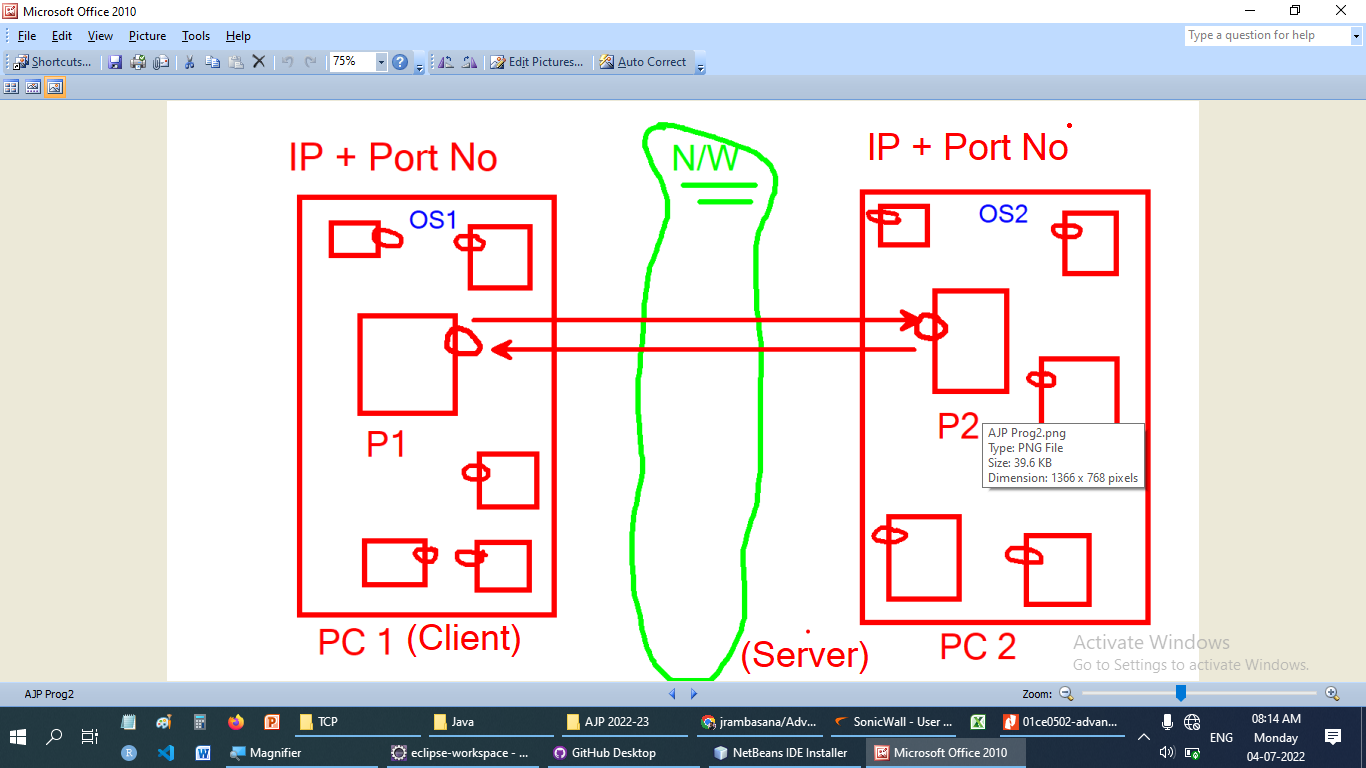 Microsoft Office 2010
File Edit View Picture Tools Help
Type a question for help
Shortcuts... 75% Edit Pictures... Auto Correct
IP + Port No
N/W
IP + Port No
OS1
OS2
P1
P2
AJP Prog2.png
Type: PNG File
Size: 39.6 KB
Dimension: 1366 x 768 pixels
PC 1 (Client)
(Server)
PC 2
Activate Windows
Go to Settings to activate Windows.
AJP Prog2
Zoom:
TCP Java AJP 2022-23 jrambasana/Adv... SonicWall - User ... 01ce0502-advan...
Magnifier eclipse-workspace - ... GitHub Desktop NetBeans IDE Installer Microsoft Office 2010
ENG
08:14 AM
Monday
04-07-2022